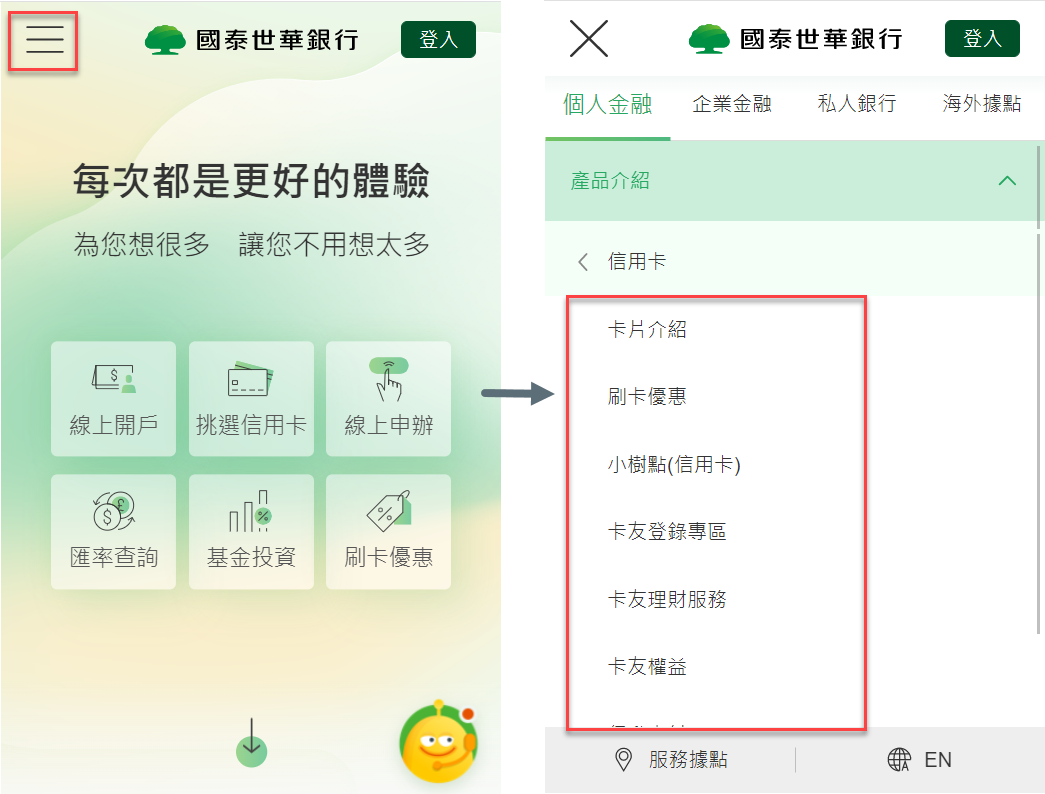 國泰世華銀行
登入
每次都是更好的體驗
為您想很多 讓您不用想太多
線上開戶
挑選信用卡
線上申辦
匯率查詢
基金投資
刷卡優惠
國泰世華銀行
登入
個人金融
企業金融
私人銀行
海外據點
產品介紹
信用卡
卡片介紹
刷卡優惠
小樹點(信用卡)
卡友登錄專區
卡友理財服務
卡友權益
服務據點
EN